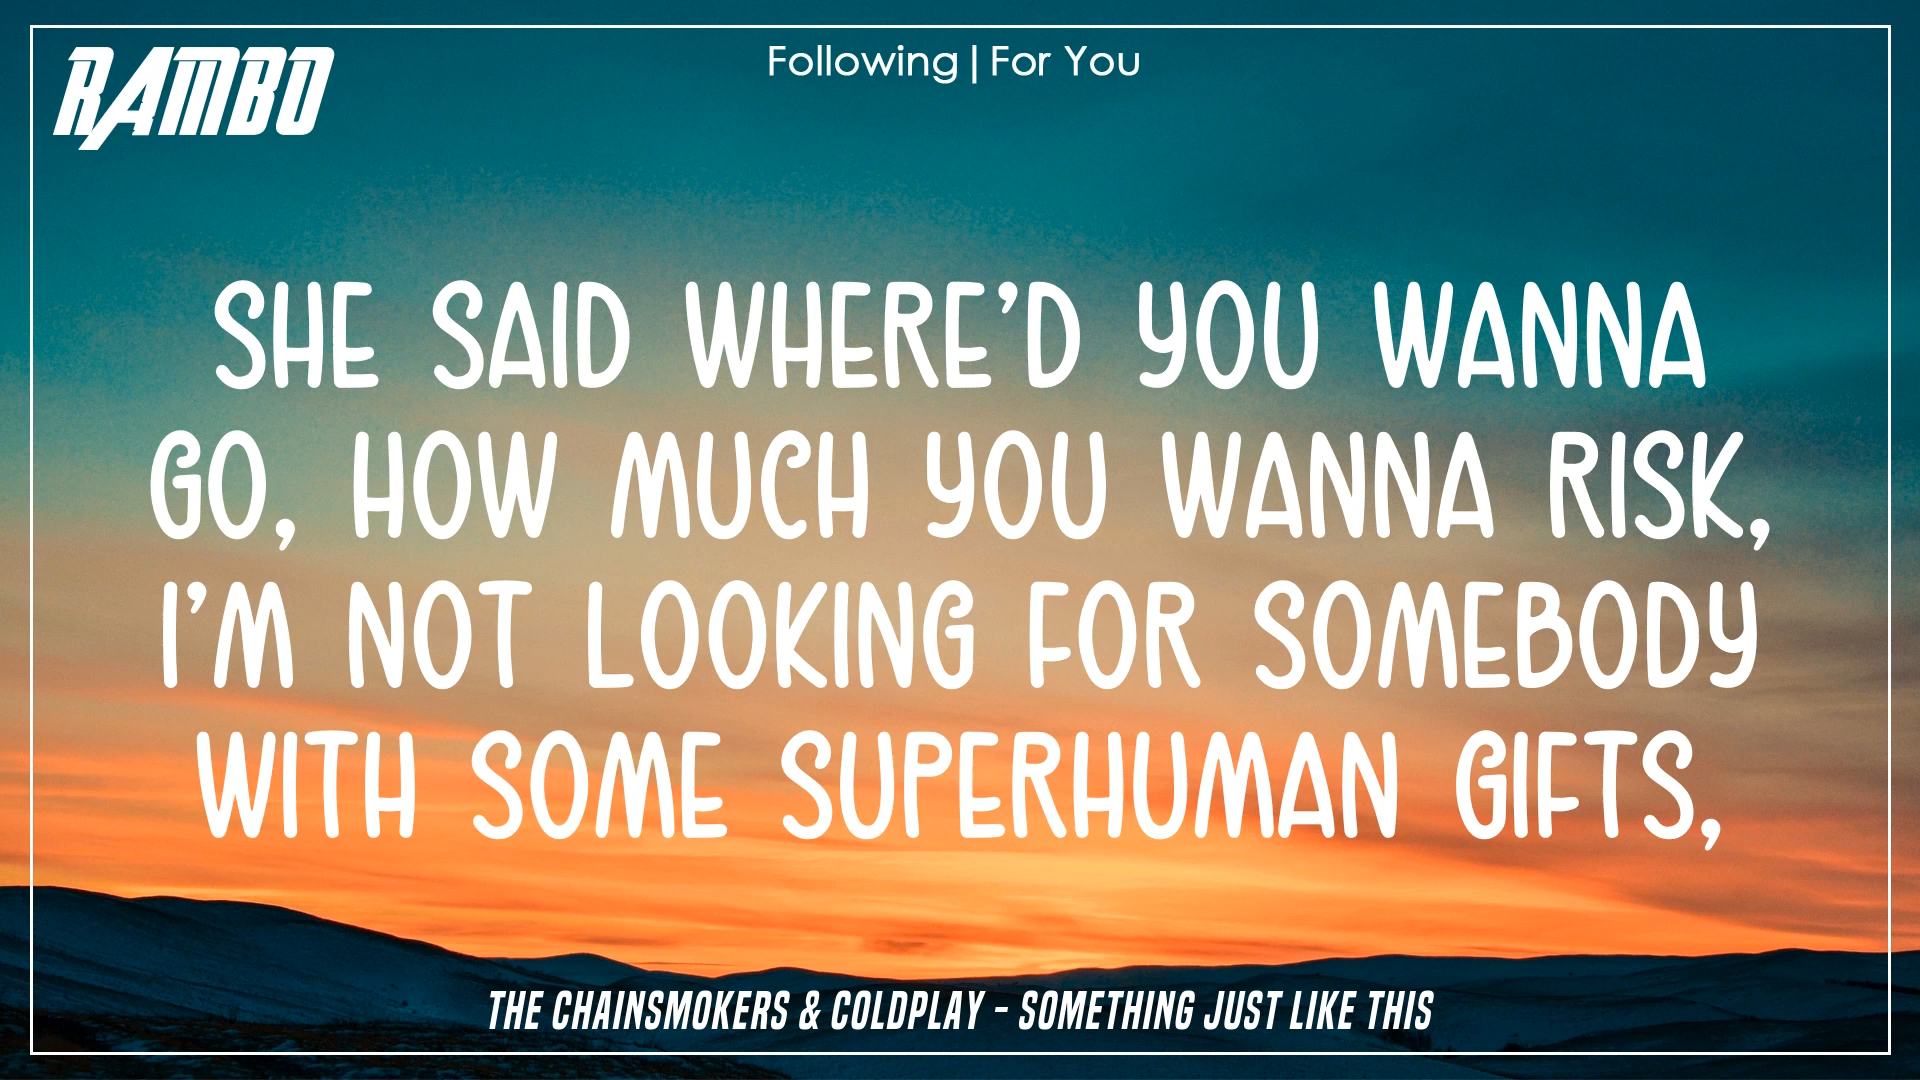 RAMBO
Following | For You
SHE SAID WHERE'D YOU WANNA
GO, HOW MUCH YOU WANNA RISK,
I'M NOT LOOKING FOR SOMEBODY
WITH SOME SUPERHUMAN GIFTS,
THE CHAINSMOKERS & COLDPLAY - SOMETHING JUST LIKE THIS